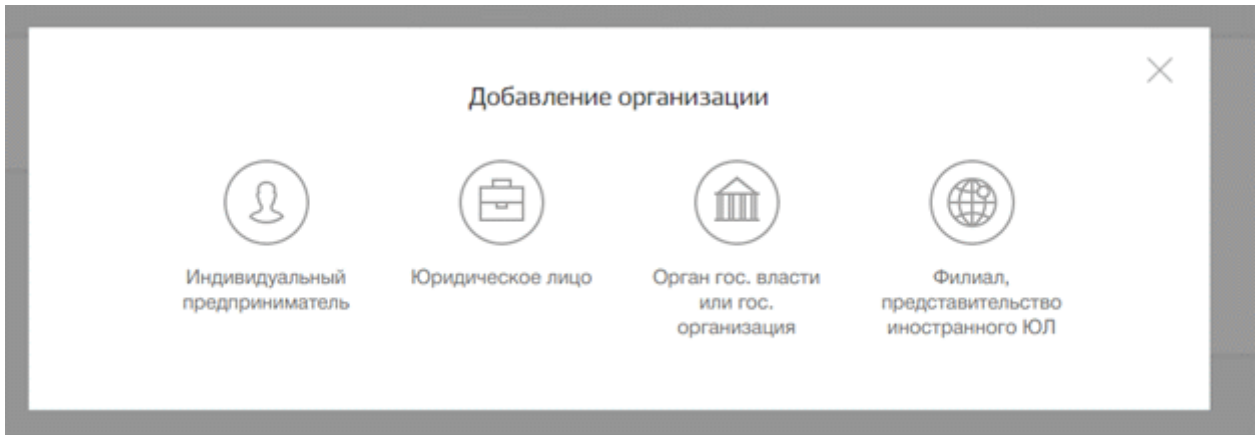 Добавление организации
Индивидуальный
предприниматель
Юридическое лицо
Орган гос. власти
или гос.
организация
Филиал,
представительство
иностранного ЮЛ